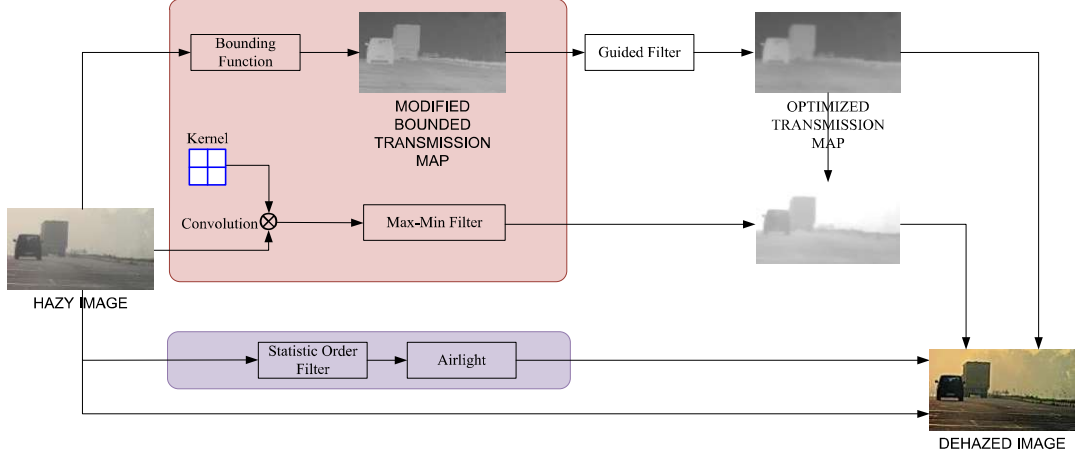 Bounding
Function
Guided Filter
MODIFIED
BOUNDED
TRANSMISSION
MAP
OPTIMIZED
TRANSMISSION
MAP
Kernel
Convolution
Max-Min Filter
HAZY IMAGE
Statistic Order
Filter
Airlight
DEHAZED IMAGE